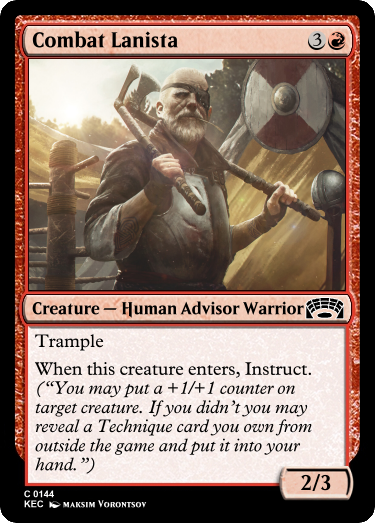 Combat Lanista 3
Creature — Human Advisor Warrior
Trample
When this creature enters, Instruct.
(“You may put a +1/+1 counter on
target creature. If you didn’t you may
reveal a Technique card you own from
outside the game and put it into your
hand.”)
2/3
C 0144
KEC MAKSIM VORONTSOV